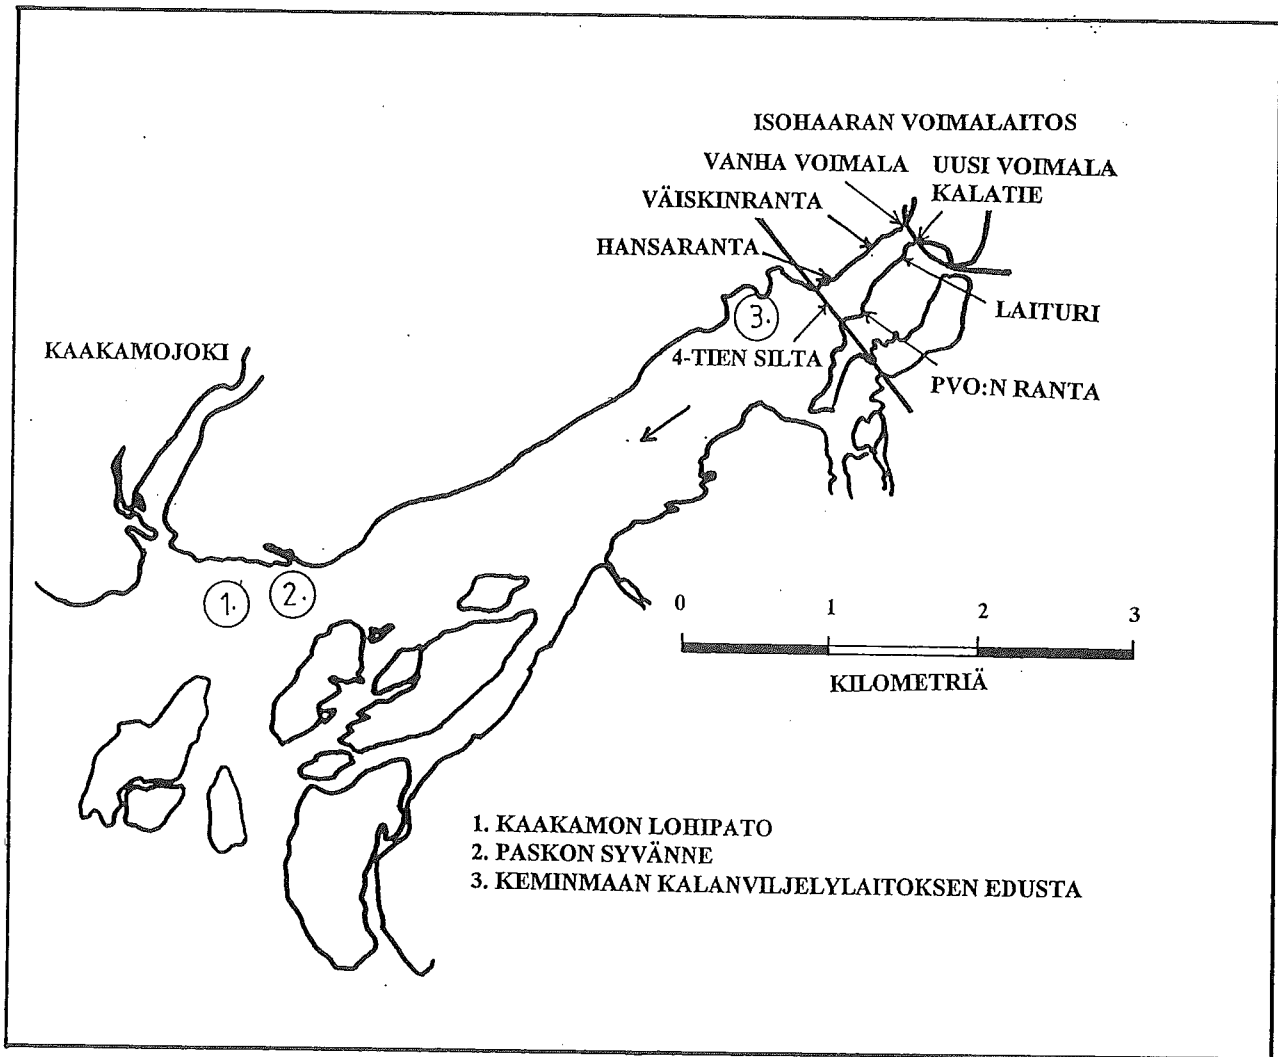 ISOHAARAN VOIMALAITOS
VANHA VOIMALA
UUSI VOIMALA
KALATIE
VÄISKINRANTA
HANSARANTA
3.
LAITURI
4-TIEN SILTA
PVO:N RANTA
KAAKAMOJOKI
1.
2.
0 1 2 3
KILOMETRIÄ
1. KAAKAMON LOHIPATO
2. PASKON SYVÄNNE
3. KEMINMAAN KALANVILJELYLAITOKSEN EDUSTA